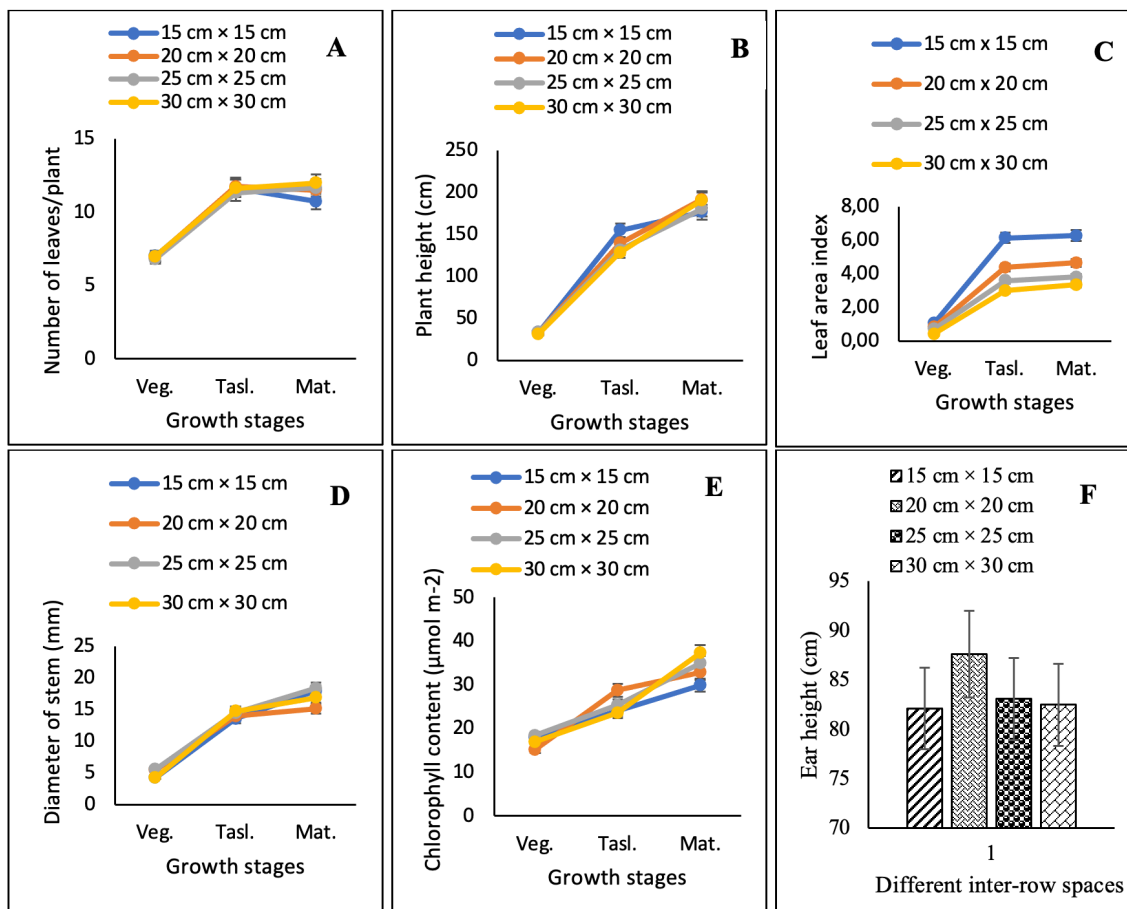 15 cm × 15 cm
20 cm × 20 cm
25 cm × 25 cm
30 cm × 30 cm
A
Number of leaves/plant
15
10
5
0
Veg. Tasl. Mat.
Growth stages
15 cm × 15 cm
20 cm × 20 cm
25 cm × 25 cm
30 cm × 30 cm
B
Plant height (cm)
250
200
150
100
50
0
Veg. Tasl. Mat.
Growth stages
15 cm x 15 cm
20 cm x 20 cm
25 cm x 25 cm
30 cm x 30 cm
C
Leaf area index
8,00
6,00
4,00
2,00
0,00
Veg. Tasl. Mat.
Growth stages
15 cm × 15 cm
20 cm × 20 cm
25 cm × 25 cm
30 cm × 30 cm
D
Diameter of stem (mm)
25
20
15
10
5
0
Veg. Tasl. Mat.
Growth stages
15 cm × 15 cm
20 cm × 20 cm
25 cm × 25 cm
30 cm × 30 cm
E
Chlorophyll content (μmol m-2)
50
40
30
20
10
0
Veg. Tasl. Mat.
Growth stages
15 cm × 15 cm
20 cm × 20 cm
25 cm × 25 cm
30 cm × 30 cm
F
Ear height (cm)
95
90
85
80
75
70
1
Different inter-row spaces